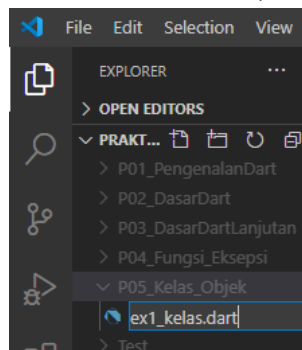 File Edit Selection View
EXPLORER ...
> OPEN EDITORS
PRAKT...
> P01_PengenalanDart
> P02_DasarDart
> P03_DasarDartLanjutan
> P04_Fungsi_Eksepsi
P05_Kelas_Objek
ex1_kelas.dart
> Test